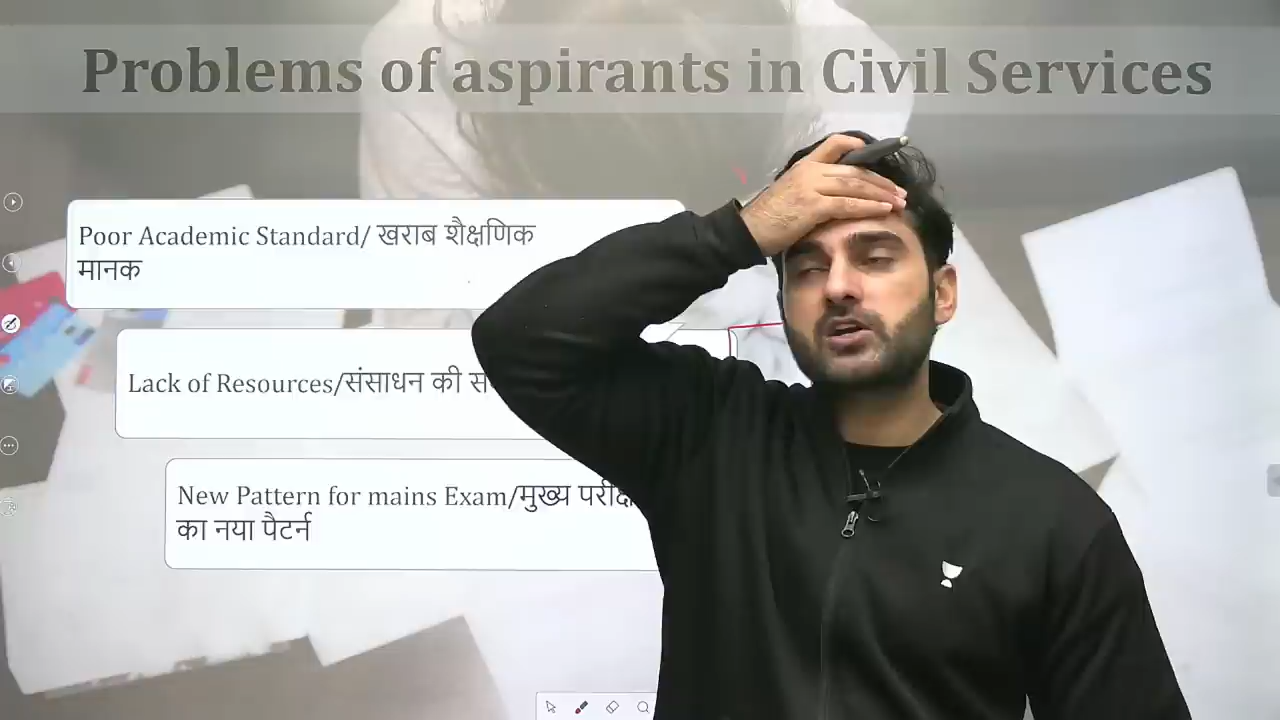 Problems of aspirants in Civil Services
Poor Academic Standard/ खराब शैक्षणिक
मानक
Lack of Resources/संसाधन की
New Pattern for mains Exam/मुख्य
का नया पैटर्न